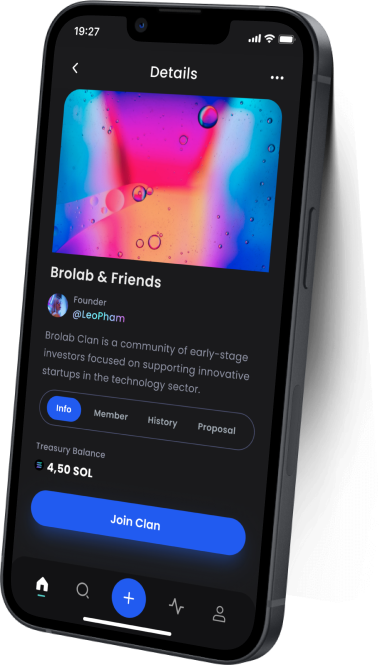 19:27
Details
Brolab & Friends
Founder
@LeoPham
Brolab Clan is a community of early-stage
investors focused on supporting innovative
startups in the technology sector.
Info Member History Proposal
Treasury Balance
4,50 SOL
Join Clan